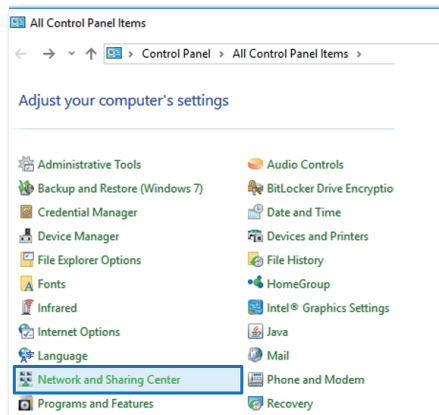 All Control Panel Items
Control Panel > All Control Panel Items >
Adjust your computer's settings
Administrative Tools
Audio Controls
Backup and Restore (Windows 7)
BitLocker Drive Encryptio
Credential Manager
Date and Time
Device Manager
Devices and Printers
File Explorer Options
File History
Fonts
HomeGroup
Infrared
Intel® Graphics Settings
Internet Options
Java
Language
Mail
Network and Sharing Center
Phone and Modem
Programs and Features
Recovery